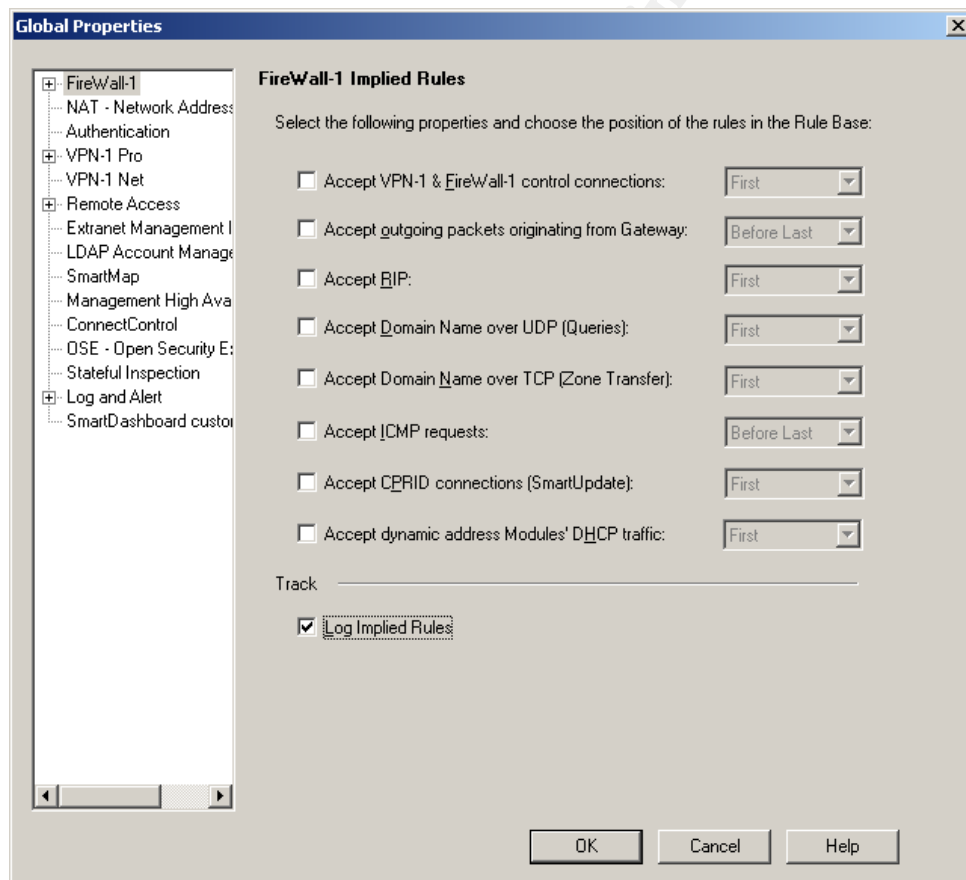 Global Properties
FireWall-1
NAT - Network Address
Authentication
VPN-1 Pro
VPN-1 Net
Remote Access
Extranet Management I
LDAP Account Manage
SmartMap
Management High Ava
ConnectControl
OSE - Open Security E
Stateful Inspection
Log and Alert
SmartDashboard custor
FireWall-1 Implied Rules
Select the following properties and choose the position of the rules in the Rule Base:
Accept VPN-1 & FireWall-1 control connections: First
Accept outgoing packets originating from Gateway: Before Last
Accept RIP: First
Accept Domain Name over UDP (Queries): First
Accept Domain Name over TCP (Zone Transfer): First
Accept ICMP requests: Before Last
Accept CPRID connections (SmartUpdate): First
Accept dynamic address Modules' DHCP traffic: First
Track
Log Implied Rules
OK Cancel Help